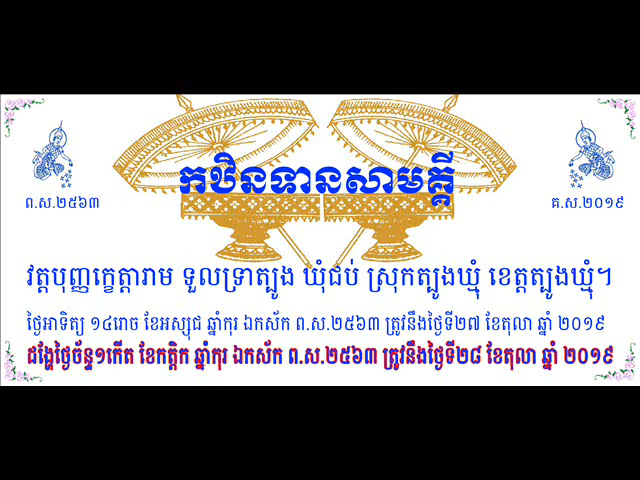 កឋិនទានសាមគ្គី
ព.ស.២៥៦៣
គ.ស.២០១៩
វត្តបុញ្ញក្ខេត្តារាម ទួលទ្រាត្បូង ឃុំជប់ ស្រុកត្បូងឃ្មុំ ខេត្តត្បូងឃ្មុំ។
ថ្ងៃអាទិត្យ ១៤រោច ខែអស្សុជ ឆ្នាំកុរ ឯកស័ក ព.ស.២៥៦៣ ត្រូវនឹងថ្ងៃទី២៧ ខែតុលា ឆ្នាំ ២០១៩
ដង្ហែថ្ងៃច័ន្ទ១កើត ខែកត្តិក ឆ្នាំកុរ ឯកស័ក ព.ស.២៥៦៣ ត្រូវនឹងថ្ងៃទី២៨ ខែតុលា ឆ្នាំ ២០១៩